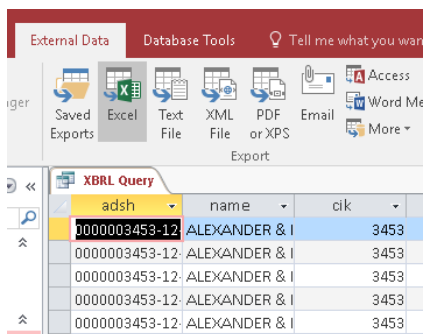 External Data Database Tools Tell me what you wan
ger
Saved Exports Excel Text File XML File PDF or XPS Email Access
Word Me
More
Export
XBRL Query
adsh name cik
0000003453-12- ALEXANDER & 3453
0000003453-12- ALEXANDER & 3453
0000003453-12- ALEXANDER & 3453
0000003453-12- ALEXANDER & 3453
0000003453-12- ALEXANDER & 3453